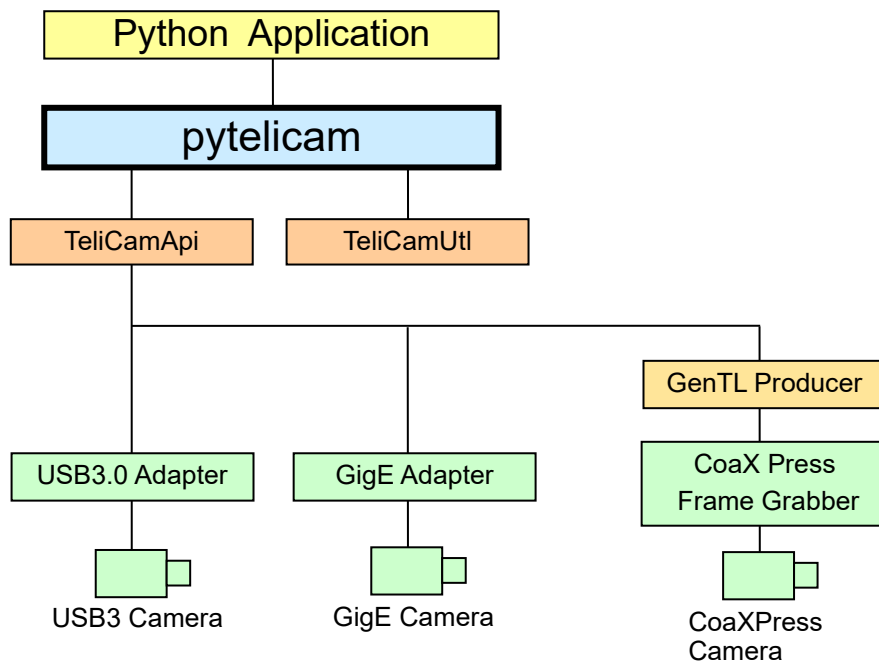 Python Application
pytelicam
TeliCamApi
TeliCamUtl
GenTL Producer
USB3.0 Adapter
GigE Adapter
CoaX Press
Frame Grabber
USB3 Camera
GigE Camera
CoaXPress
Camera